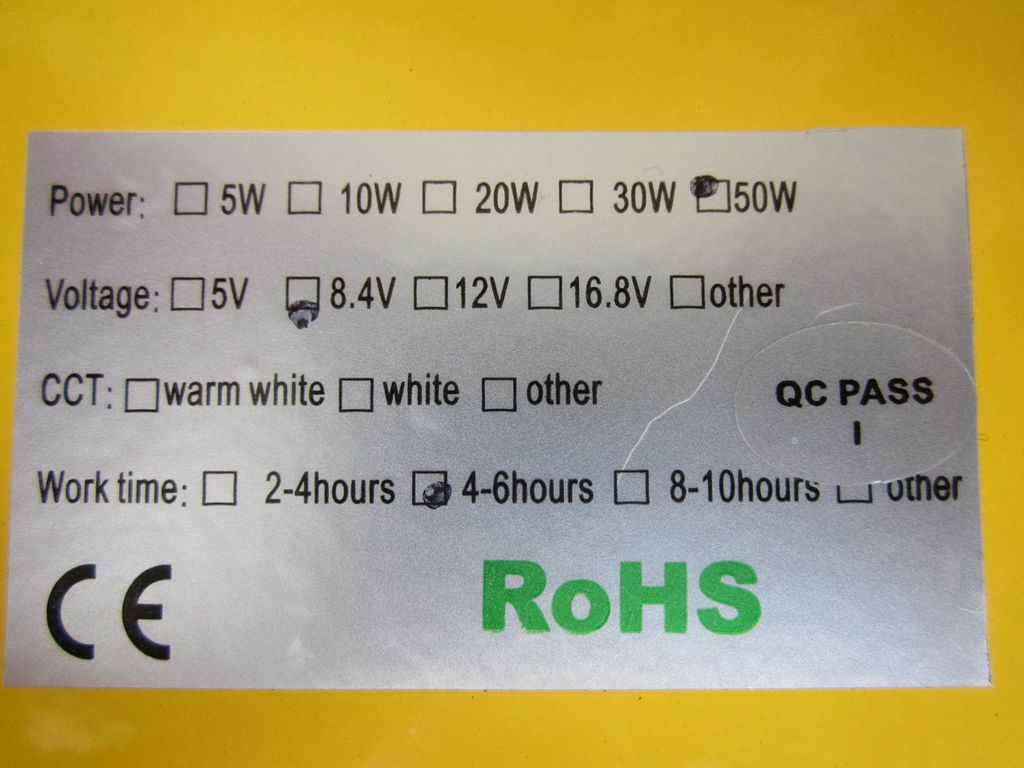 Power: 5W 10W 20W 30W 50W
Voltage: 5V 8.4V 12V 16.8V other
CCT: warm white white other
QC PASS
I
Work time: 2-4hours 4-6hours 8-10hours other
CE RoHS